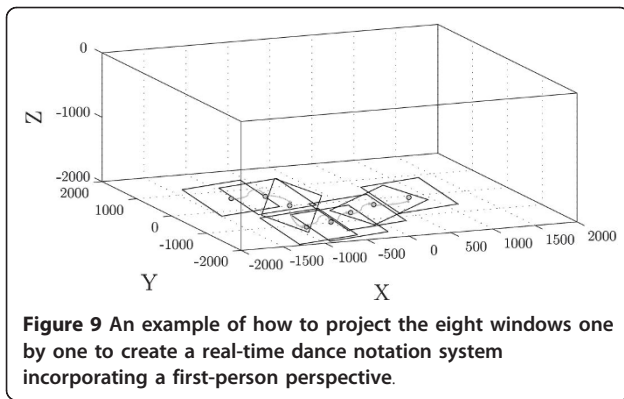 0
-1000
-2000
Z
2000
1000
0
-1000
-2000
Y
-2000
-1500
-1000
-500
0
500
1000
1500
2000
X
Figure 9 An example of how to project the eight windows one
by one to create a real-time dance notation system
incorporating a first-person perspective.